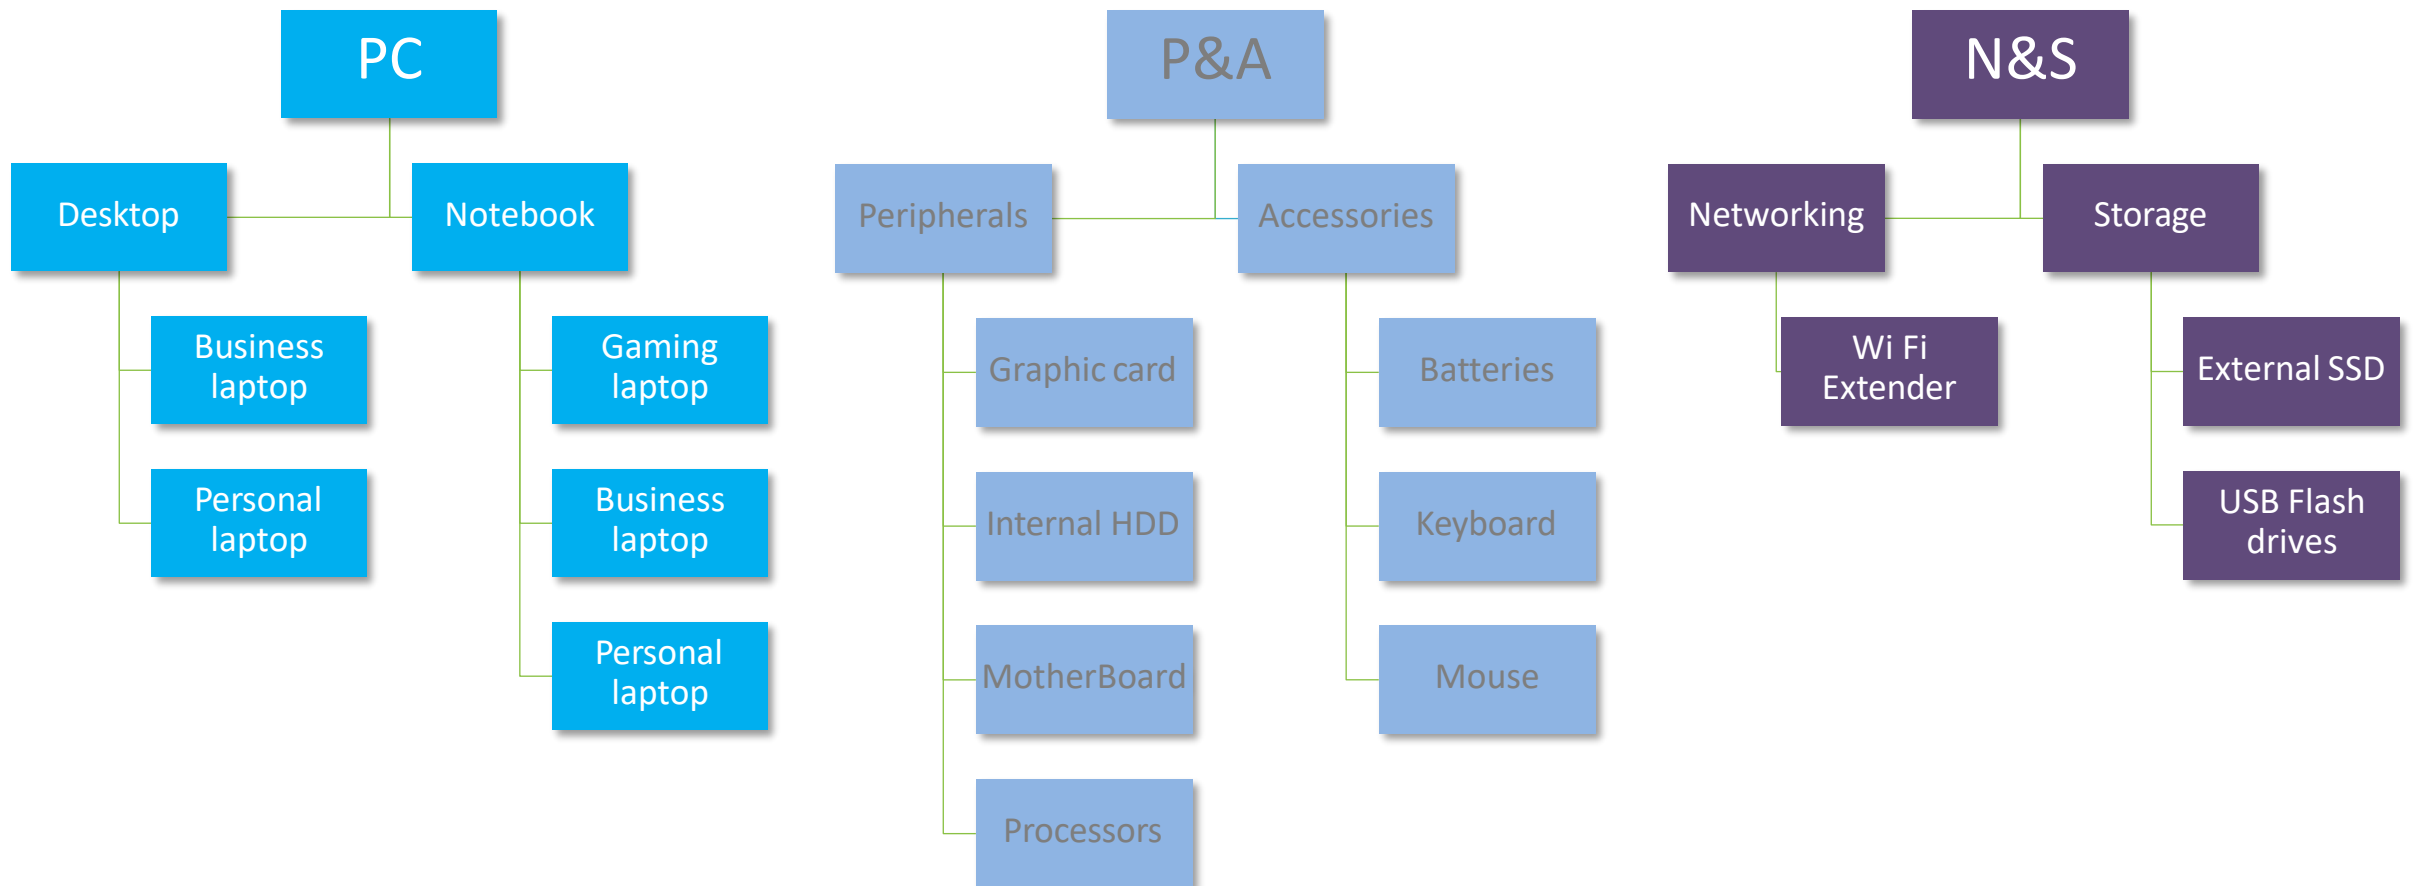 PC
Desktop
Notebook
Business
laptop
Personal
laptop
Gaming
laptop
Business
laptop
Personal
laptop
P&A
Peripherals
Accessories
Graphic card
Internal HDD
MotherBoard
Processors
Batteries
Keyboard
Mouse
N&S
Networking
Storage
Wi Fi
Extender
External SSD
USB Flash
drives